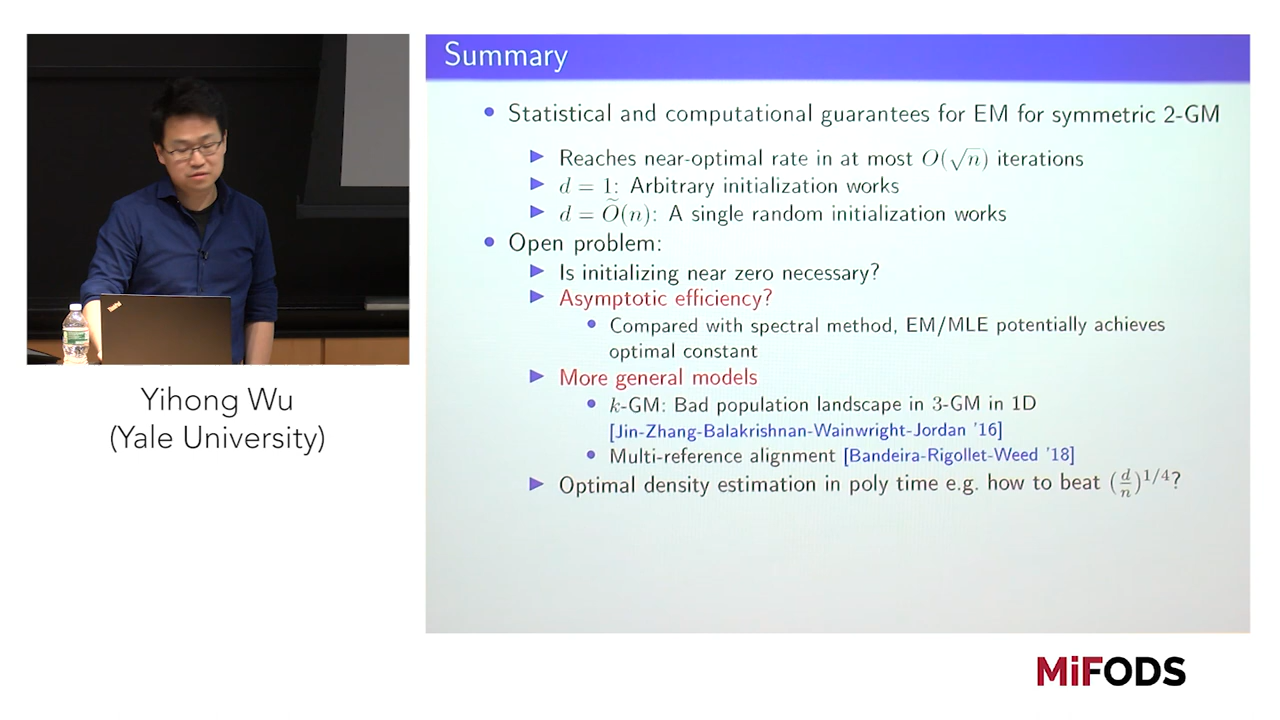 Summary
• Statistical and computational guarantees for EM for symmetric 2-GM
▶ Reaches near-optimal rate in at most O(√n) iterations
▶ d = 1: Arbitrary initialization works
▶ d = Õ(n): A single random initialization works
• Open problem:
▶ Is initializing near zero necessary?
▶ Asymptotic efficiency?
• Compared with spectral method, EM/MLE potentially achieves
optimal constant
▶ More general models
• k-GM: Bad population landscape in 3-GM in 1D
[Jin-Zhang-Balakrishnan-Wainwright-Jordan '16]
• Multi-reference alignment [Bandeira-Rigollet-Weed '18]
▶ Optimal density estimation in poly time e.g. how to beat (d/n)^1/4?
Yihong Wu
(Yale University)
MiFODS